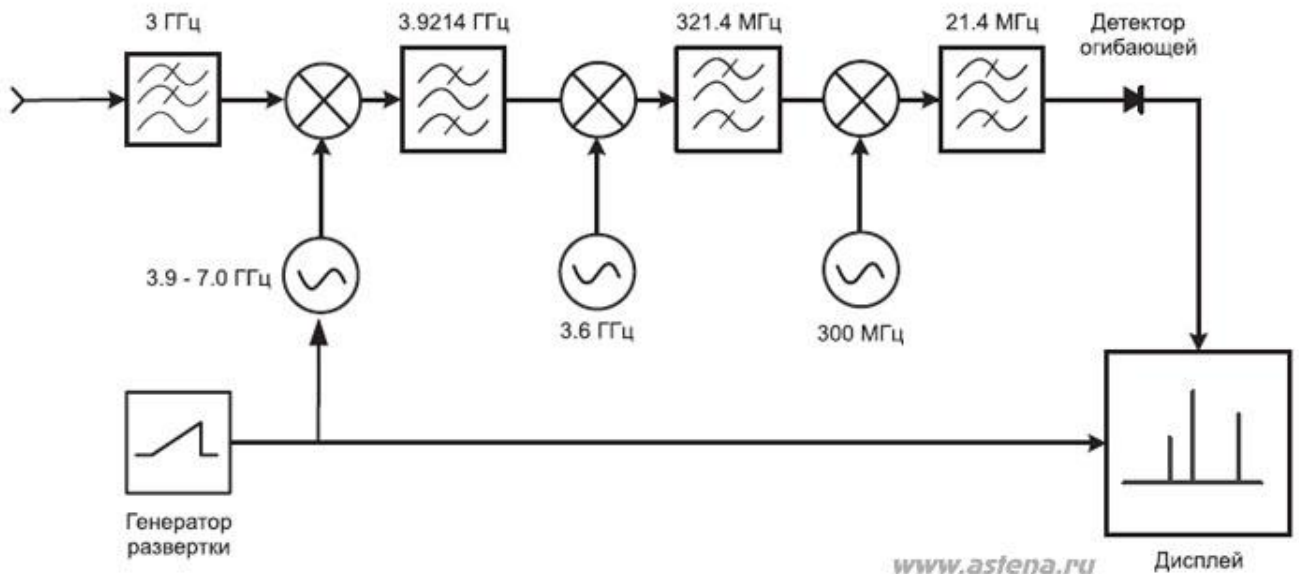 3 ГГц
3.9214 ГГц
321.4 МГц
21.4 МГц
Детектор
огибающей
3.9 - 7.0 ГГц
3.6 ГГц
300 МГц
Генератор
развертки
www.astena.ru
Дисплей